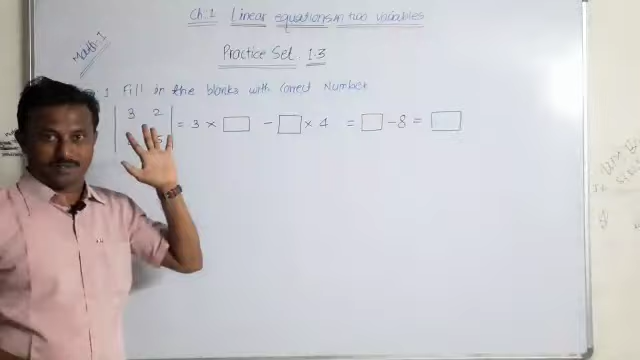 Ch:1 Linear equations in two variables
Math-I
Practice Set 1.3
1 Fill in the blanks with correct Number
3 2
5 = 3 × □ - □ × 4 = □ - 8 = □